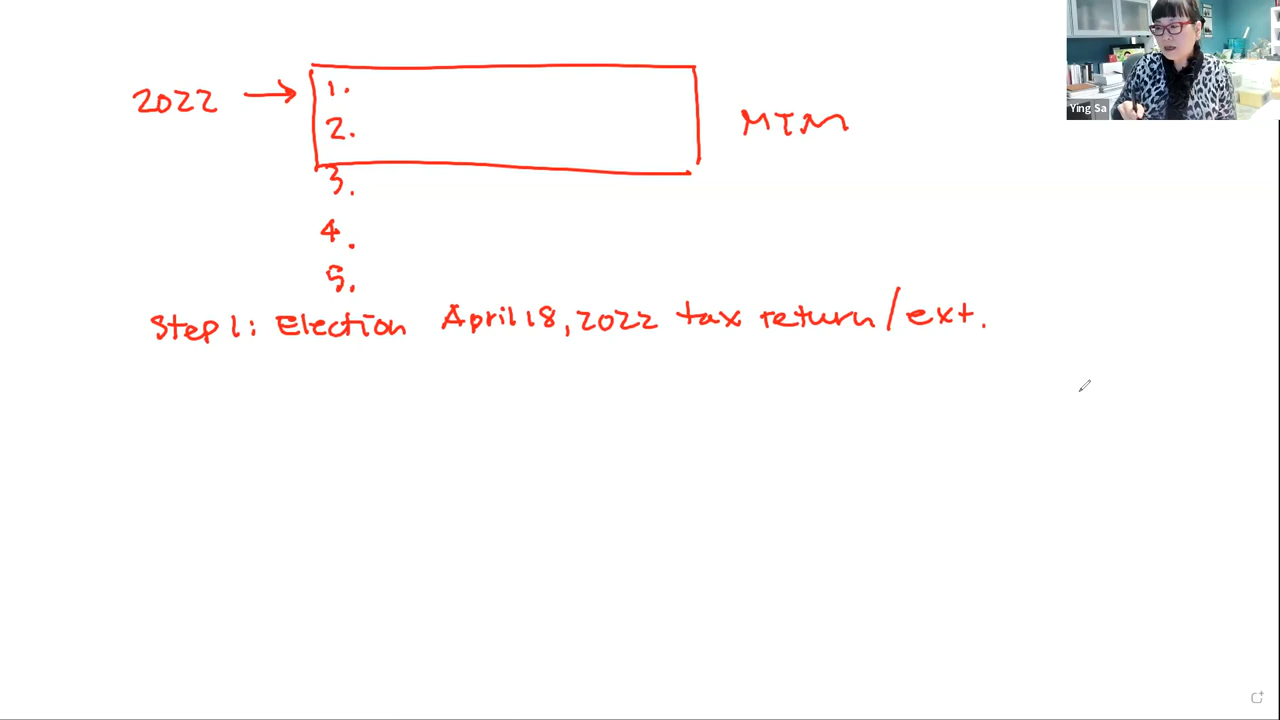 2022 → 1.
2. MTM
3.
4.
5.
Step 1: Election April 18, 2022 tax return/ext.
Ying Sa